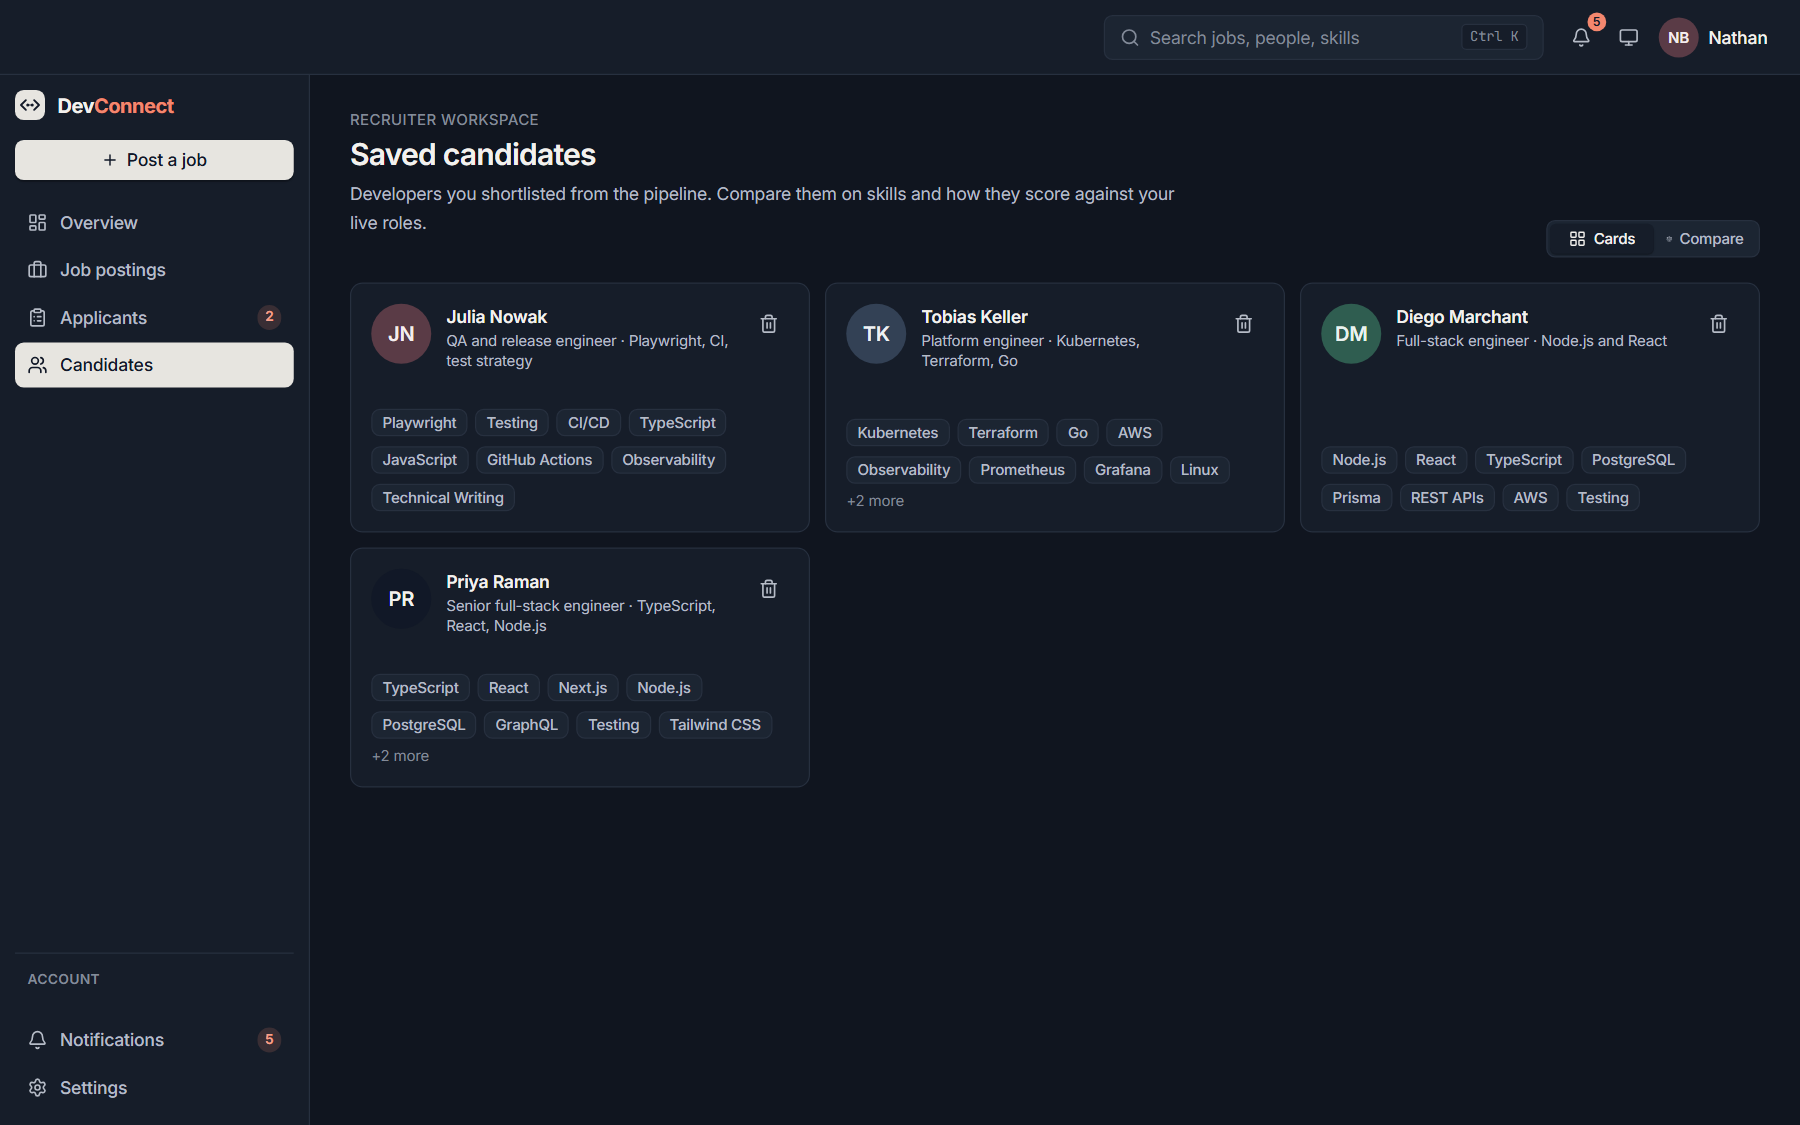 Search jobs, people, skills
Ctrl K
5
NB
Nathan
DevConnect
Post a job
Overview
Job postings
Applicants
2
Candidates
ACCOUNT
Notifications
5
Settings
RECRUITER WORKSPACE
Saved candidates
Developers you shortlisted from the pipeline. Compare them on skills and how they score against your
live roles.
Cards
Compare
JN
Julia Nowak
QA and release engineer · Playwright, CI,
test strategy
Playwright
Testing
CI/CD
TypeScript
JavaScript
GitHub Actions
Observability
Technical Writing
TK
Tobias Keller
Platform engineer · Kubernetes,
Terraform, Go
Kubernetes
Terraform
Go
AWS
Observability
Prometheus
Grafana
Linux
+2 more
DM
Diego Marchant
Full-stack engineer · Node.js and React
Node.js
React
TypeScript
PostgreSQL
Prisma
REST APIs
AWS
Testing
PR
Priya Raman
Senior full-stack engineer · TypeScript,
React, Node.js
TypeScript
React
Next.js
Node.js
PostgreSQL
GraphQL
Testing
Tailwind CSS
+2 more